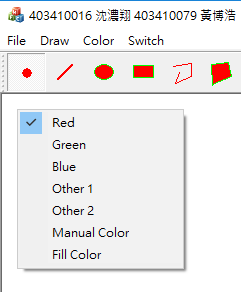 403410016 沈濃翔 403410079 黃博浩
File Draw Color Switch
Red
Green
Blue
Other 1
Other 2
Manual Color
Fill Color